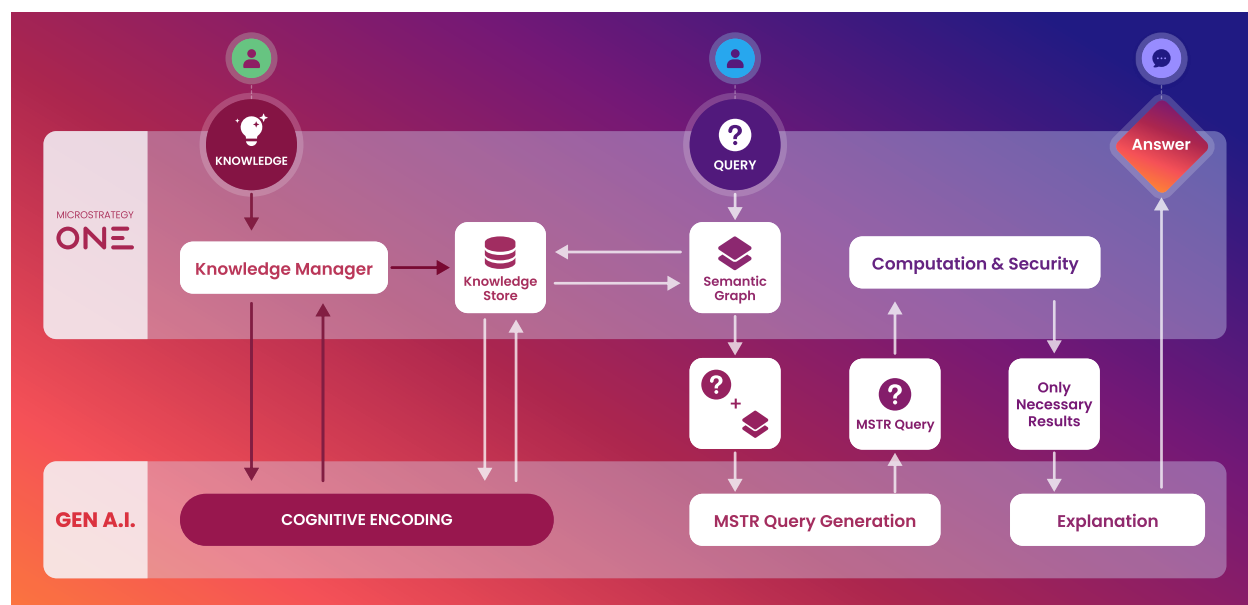 KNOWLEDGE
QUERY
Answer
MICROSTRATEGY
ONE
Knowledge Manager
Knowledge
Store
Semantic
Graph
Computation & Security
?
+
MSTR Query
Only
Necessary
Results
GEN A.I.
COGNITIVE ENCODING
MSTR Query Generation
Explanation